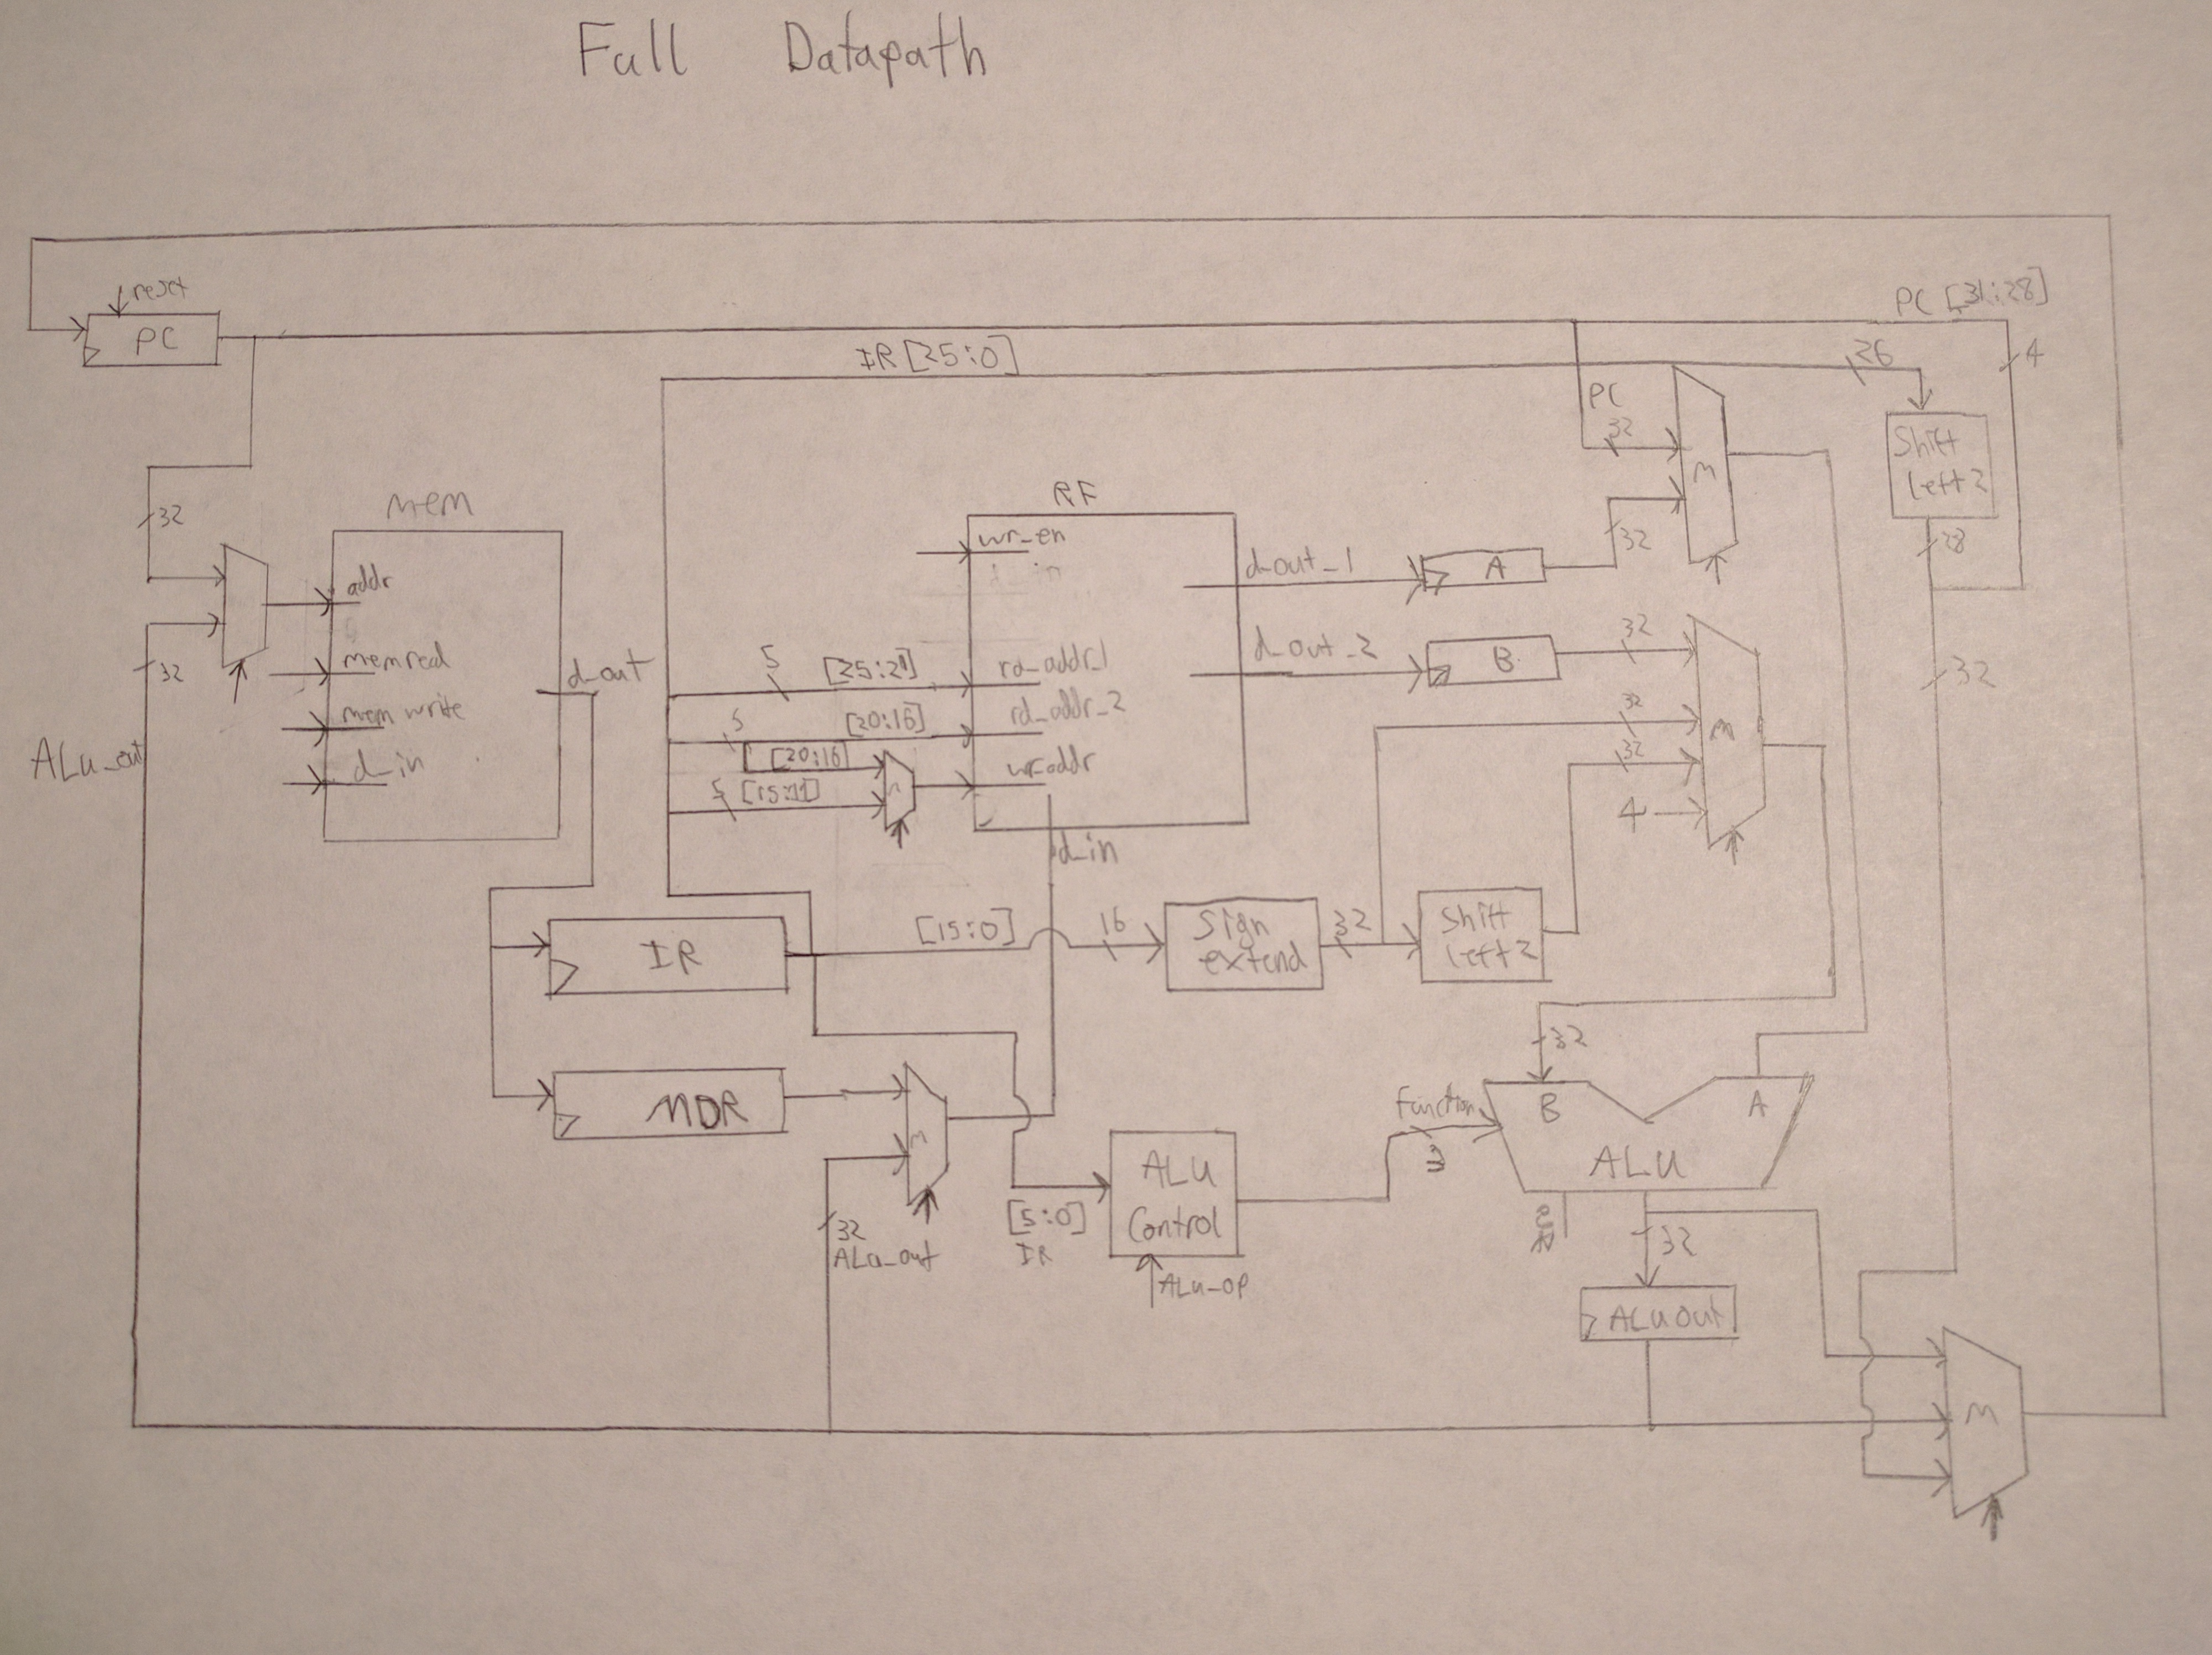 Full Datapath
reset
PC
PC [31:28]
4
IR [25:0]
26
PC
32
M
Shift
left 2
28
32
mem
addr
mem read
mem write
d_in
d_out
32
32
ALU_out
RF
wr_en
rd_addr_1
rd_addr_2
wr_addr
d_in
5
[25:21]
5
[20:16]
[20:16]
5
[15:11]
d_out_1
A
32
d_out_2
B
32
32
32
4
M
IR
[15:0]
16
Sign
extend
32
Shift
left 2
MDR
M
32
ALU_out
[5:0]
IR
ALU
Control
ALU_op
Function
3
32
B
A
ALU
32
ALU Out
M